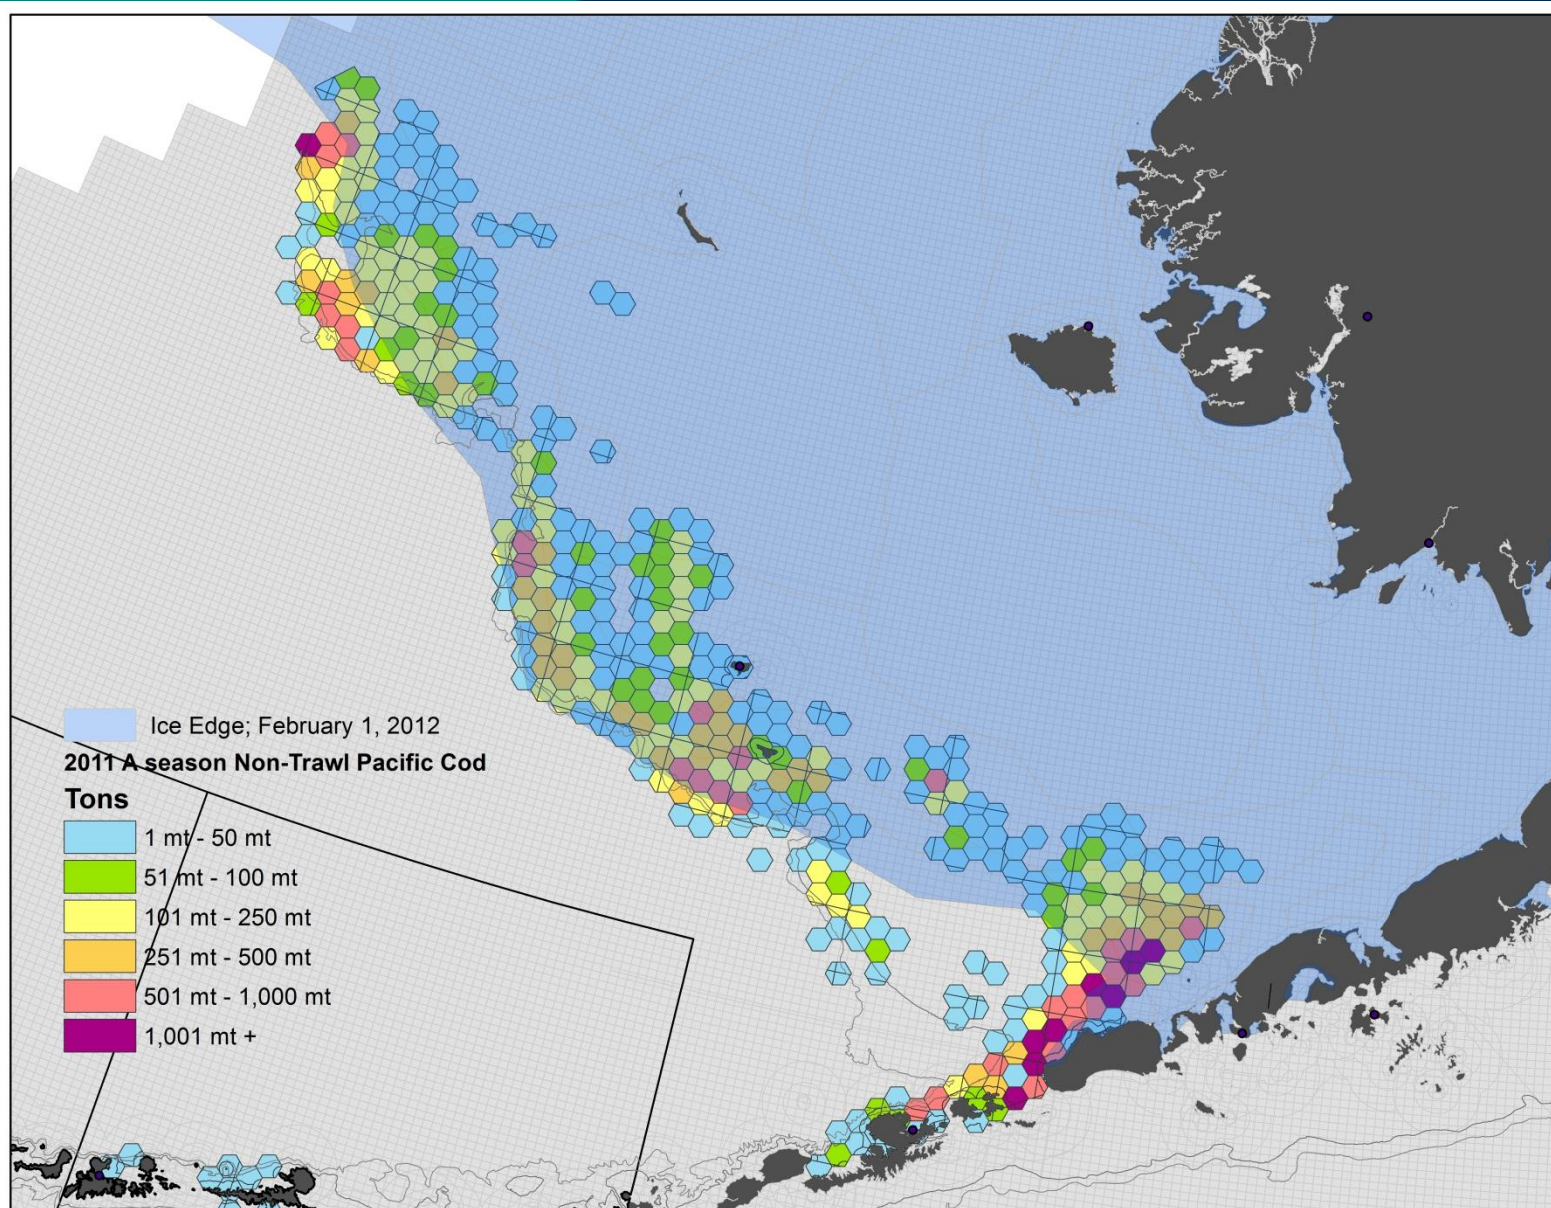 Ice Edge; February 1, 2012
2011 A season Non-Trawl Pacific Cod
Tons
1 mt - 50 mt
51 mt - 100 mt
101 mt - 250 mt
251 mt - 500 mt
501 mt - 1,000 mt
1,001 mt +